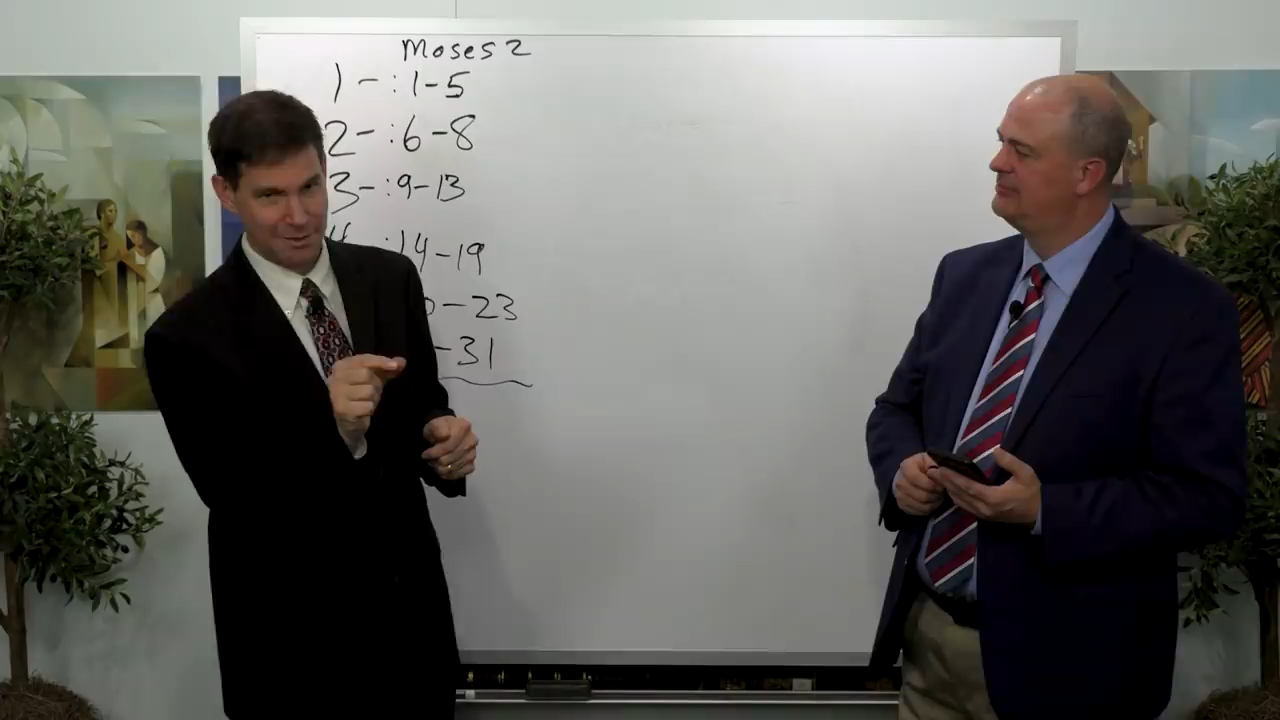 Moses 2
1 - :1-5
2 - :6-8
3 - :9-13
:14-19
-23
-31